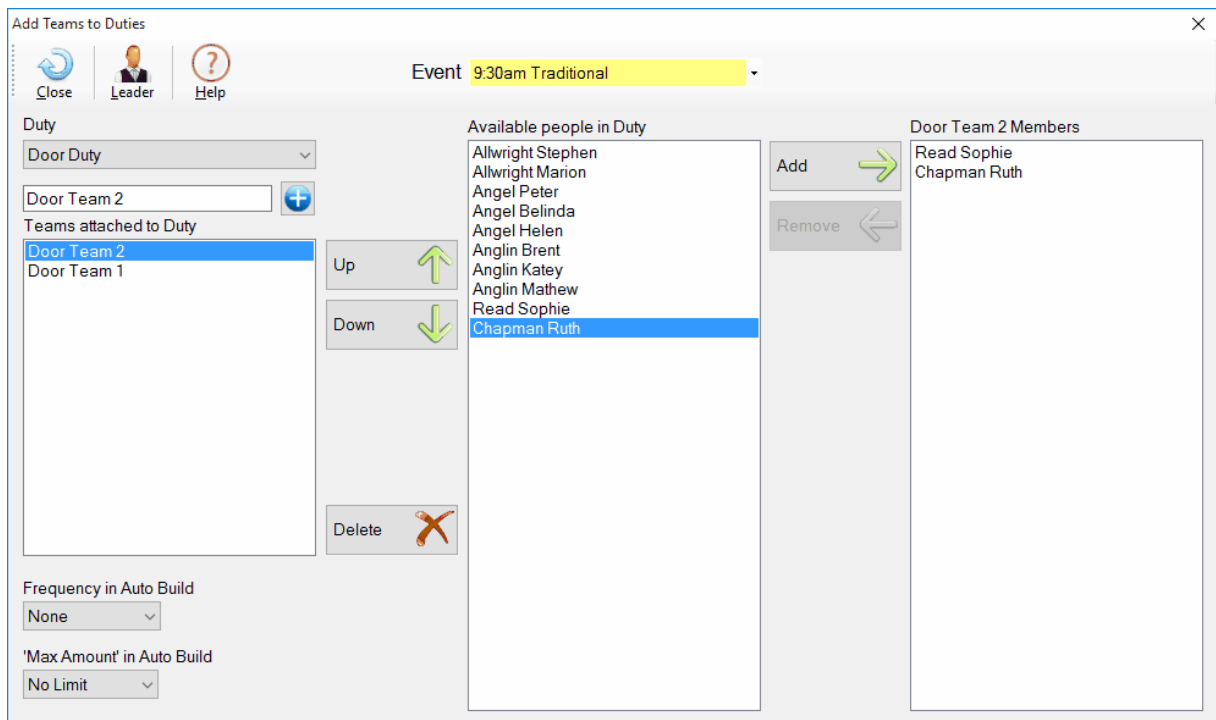 Add Teams to Duties
Close
Leader
Help
Event
9:30am Traditional
Duty
Door Duty
Door Team 2
Teams attached to Duty
Door Team 2
Door Team 1
Up
Down
Delete
Frequency in Auto Build
None
'Max Amount' in Auto Build
No Limit
Available people in Duty
Allwright Stephen
Allwright Marion
Angel Peter
Angel Belinda
Angel Helen
Anglin Brent
Anglin Katey
Anglin Mathew
Read Sophie
Chapman Ruth
Add
Remove
Door Team 2 Members
Read Sophie
Chapman Ruth